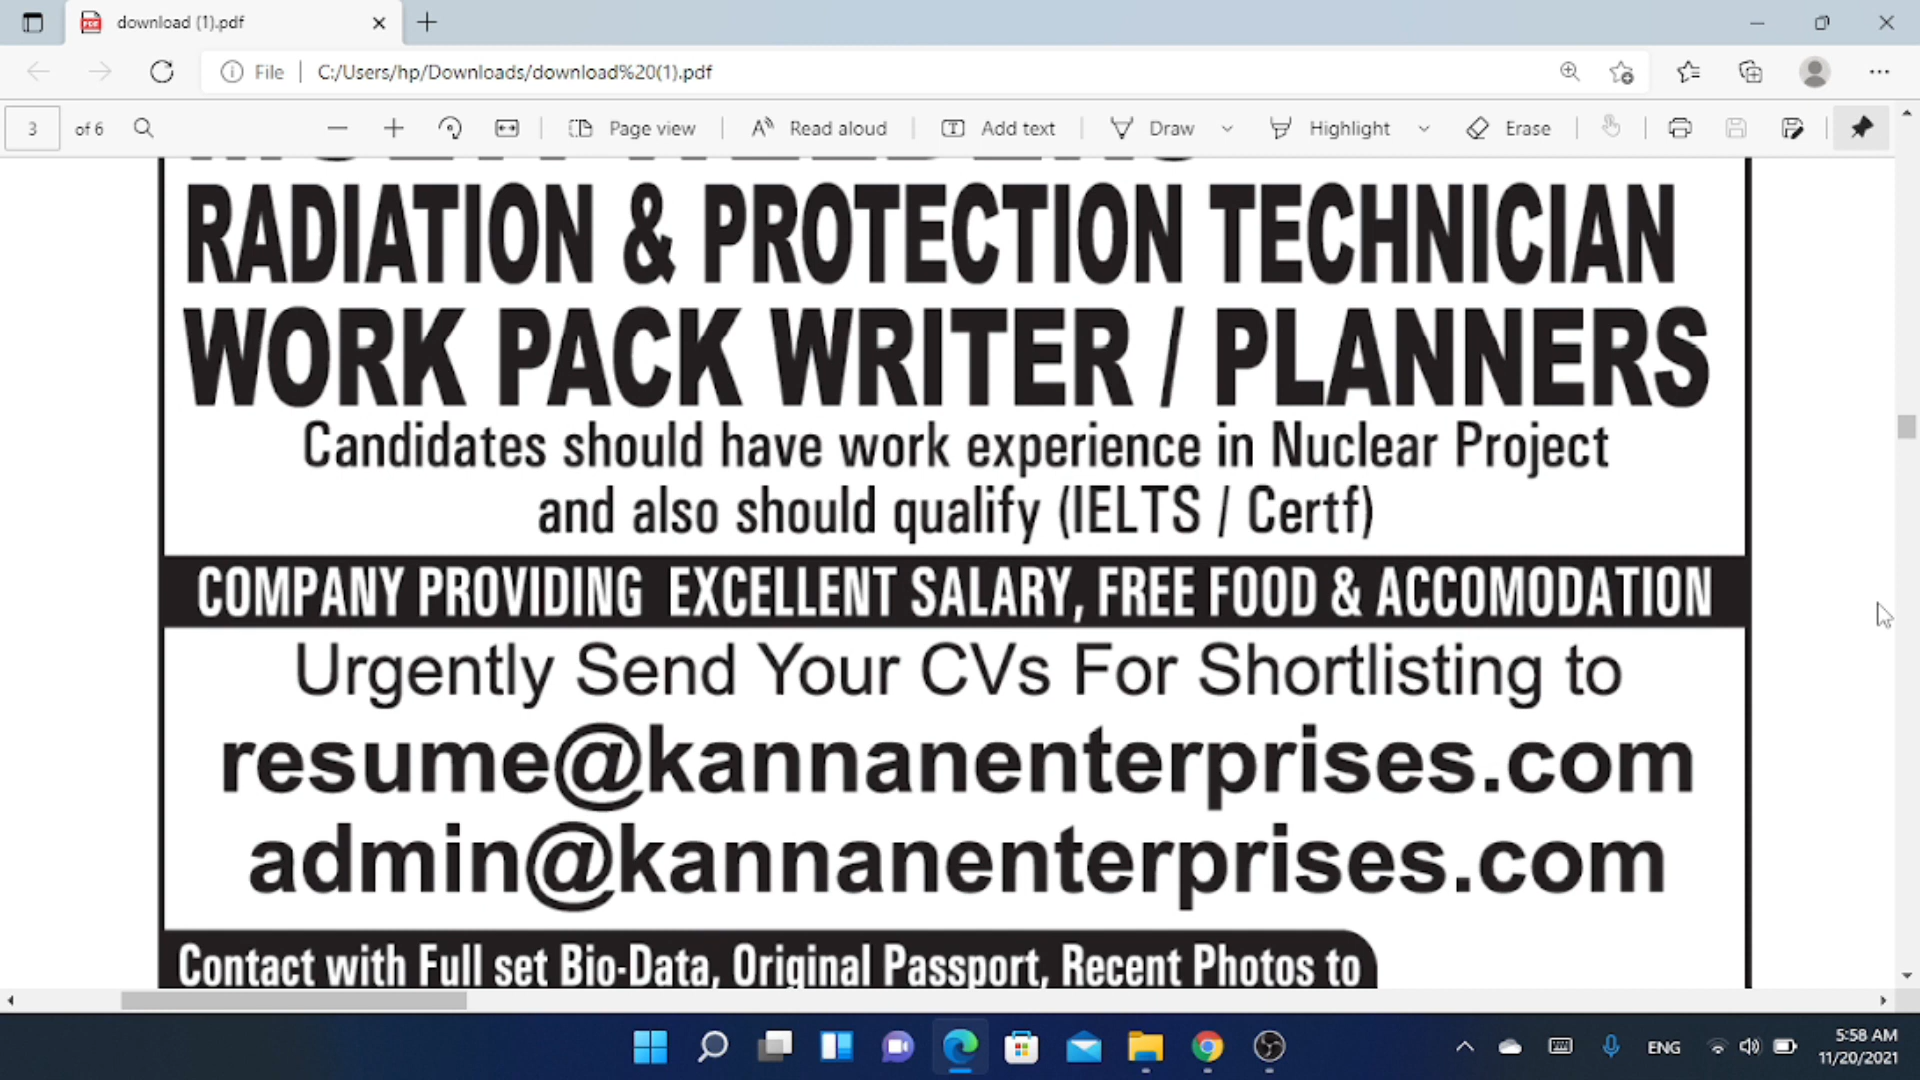 download (1).pdf
File
C:/Users/hp/Downloads/download%20(1).pdf
3 of 6
Page view
Read aloud
Add text
Draw
Highlight
Erase
RADIATION & PROTECTION TECHNICIAN
WORK PACK WRITER / PLANNERS
Candidates should have work experience in Nuclear Project
and also should qualify (IELTS / Certf)
COMPANY PROVIDING EXCELLENT SALARY, FREE FOOD & ACCOMODATION
Urgently Send Your CVs For Shortlisting to
resume@kannanenterprises.com
admin@kannanenterprises.com
Contact with Full set Bio-Data, Original Passport, Recent Photos to
ENG
5:58 AM
11/20/2021